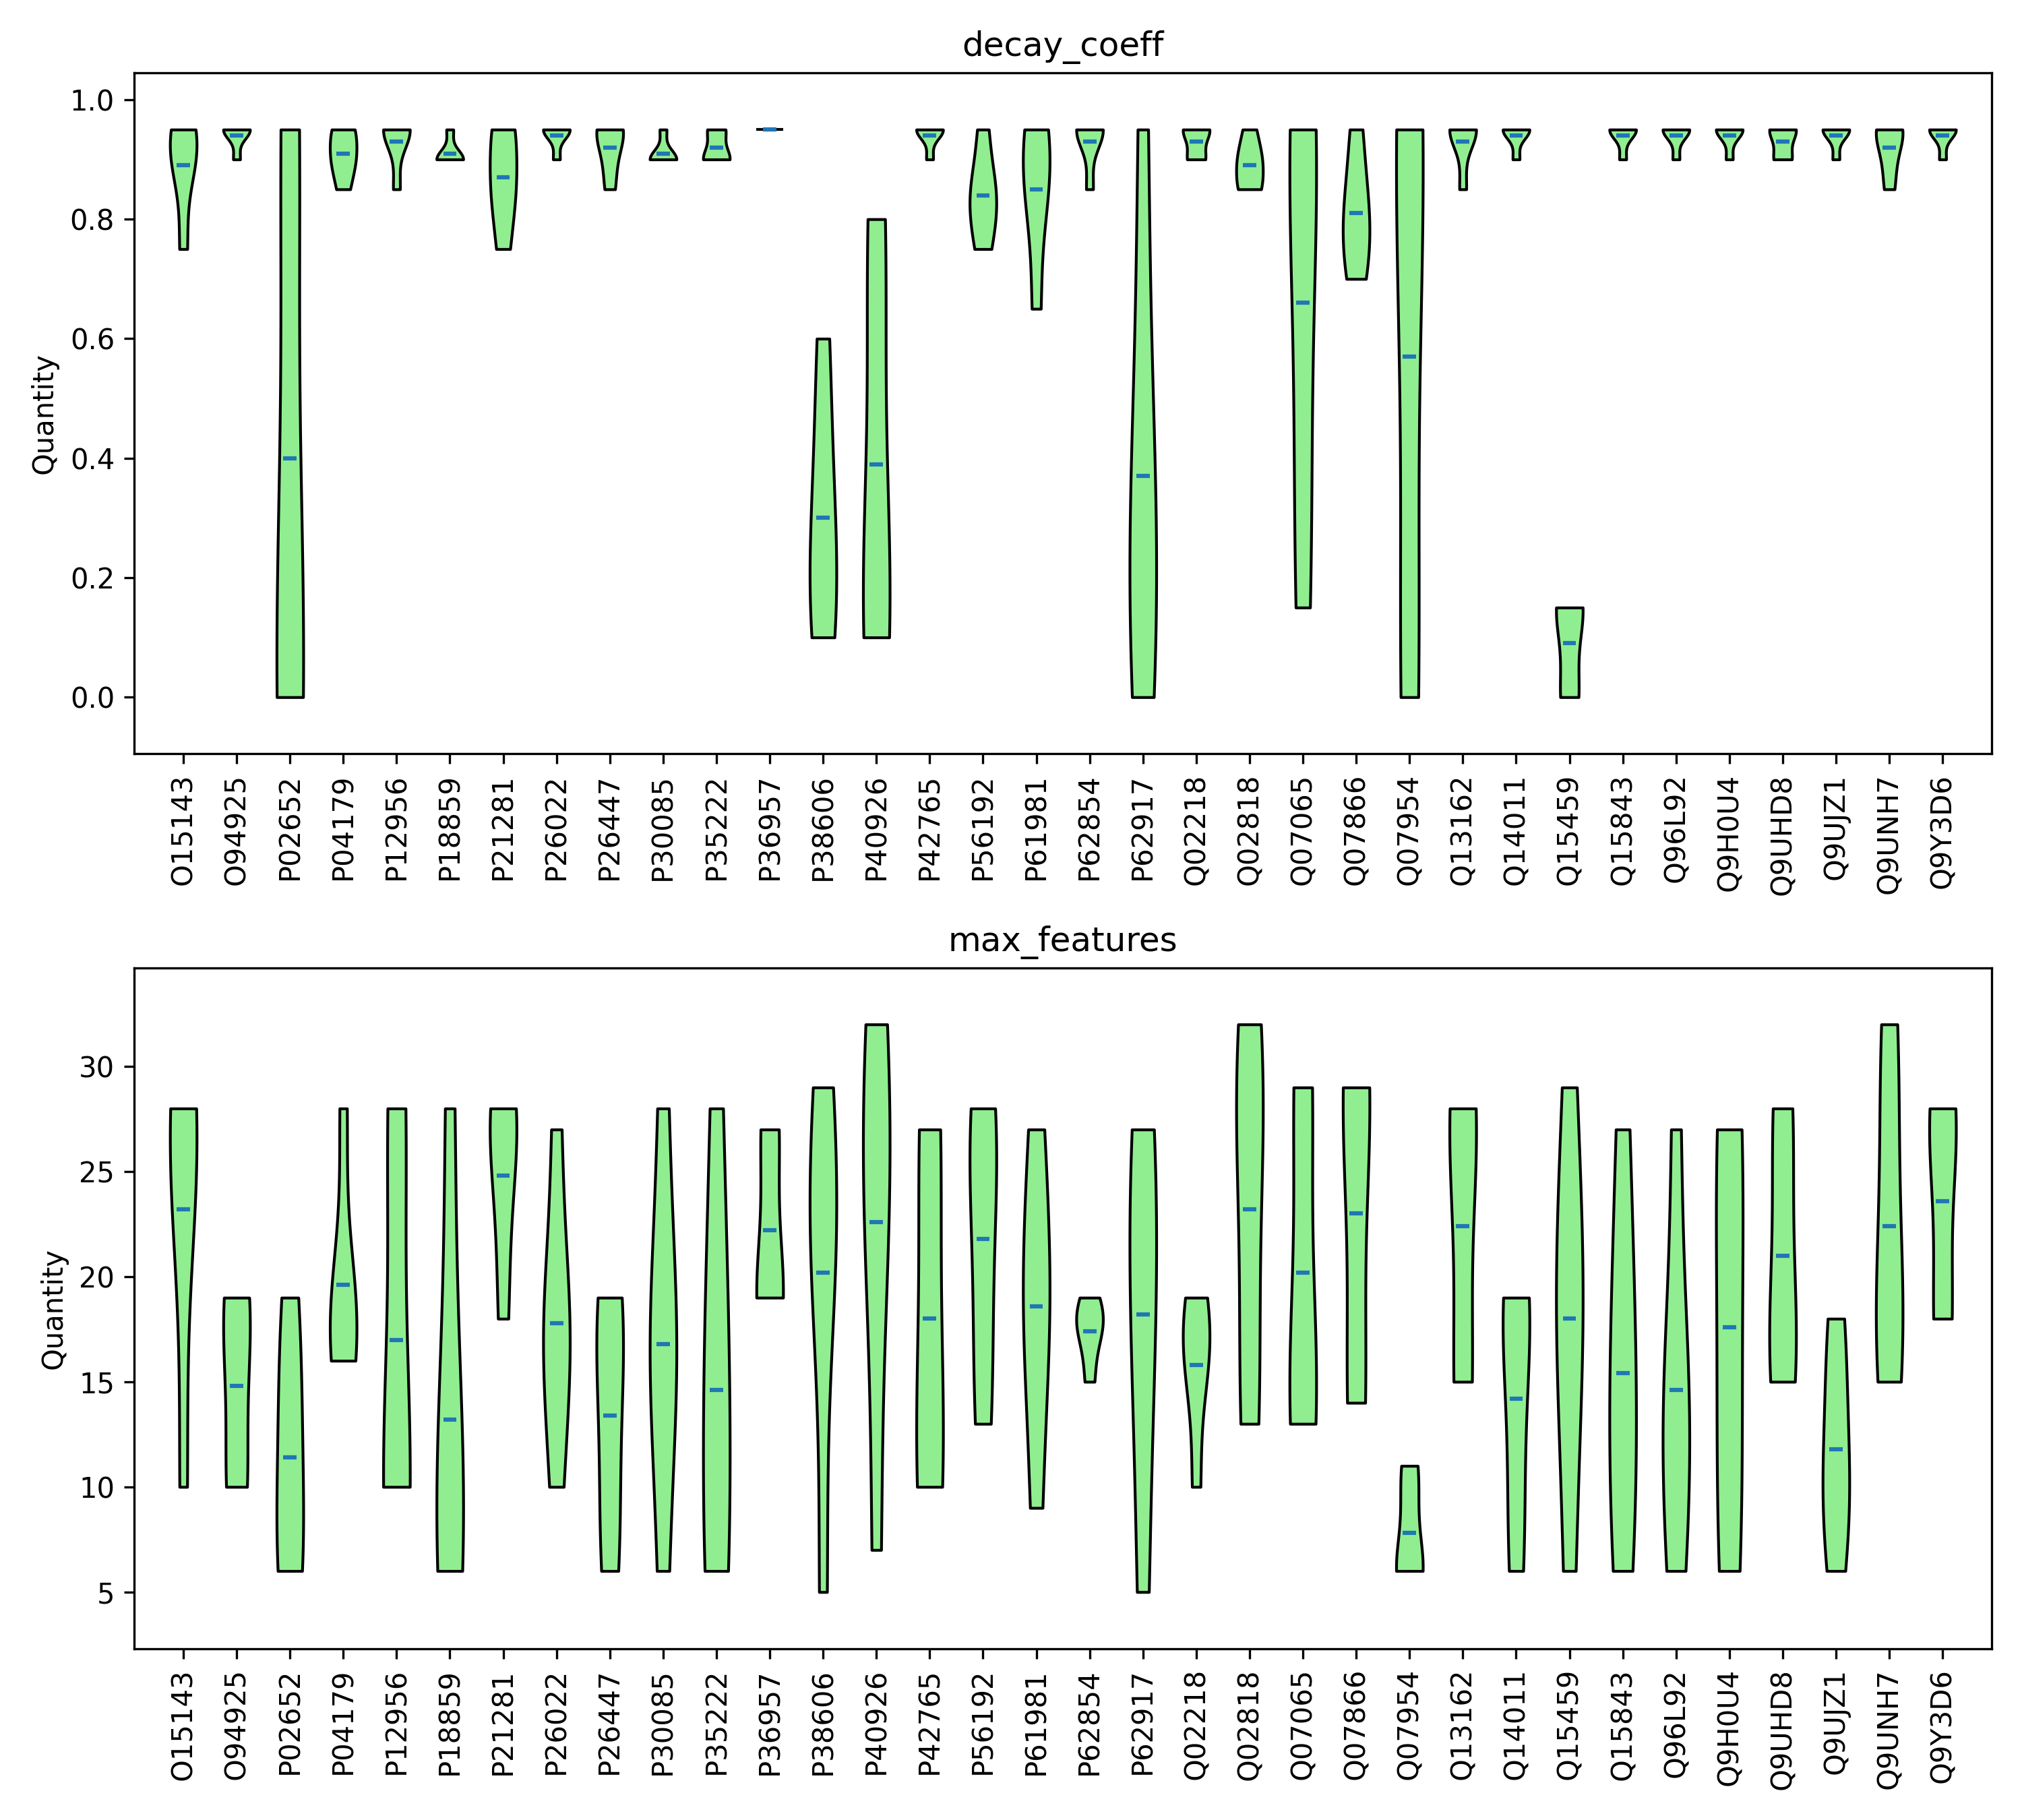 decay_coeff
1.0
0.8
0.6
0.4
0.2
0.0
Quantity
O15143
O94925
P02652
P04179
P12956
P18859
P21281
P26022
P26447
P30085
P35222
P36957
P38606
P40926
P42765
P56192
P61981
P62854
P62917
Q02218
Q02818
Q07065
Q07866
Q07954
Q13162
Q14011
Q15459
Q15843
Q96L92
Q9H0U4
Q9UHD8
Q9UJZ1
Q9UNH7
Q9Y3D6
max_features
30
25
20
15
10
5
Quantity
O15143
O94925
P02652
P04179
P12956
P18859
P21281
P26022
P26447
P30085
P35222
P36957
P38606
P40926
P42765
P56192
P61981
P62854
P62917
Q02218
Q02818
Q07065
Q07866
Q07954
Q13162
Q14011
Q15459
Q15843
Q96L92
Q9H0U4
Q9UHD8
Q9UJZ1
Q9UNH7
Q9Y3D6